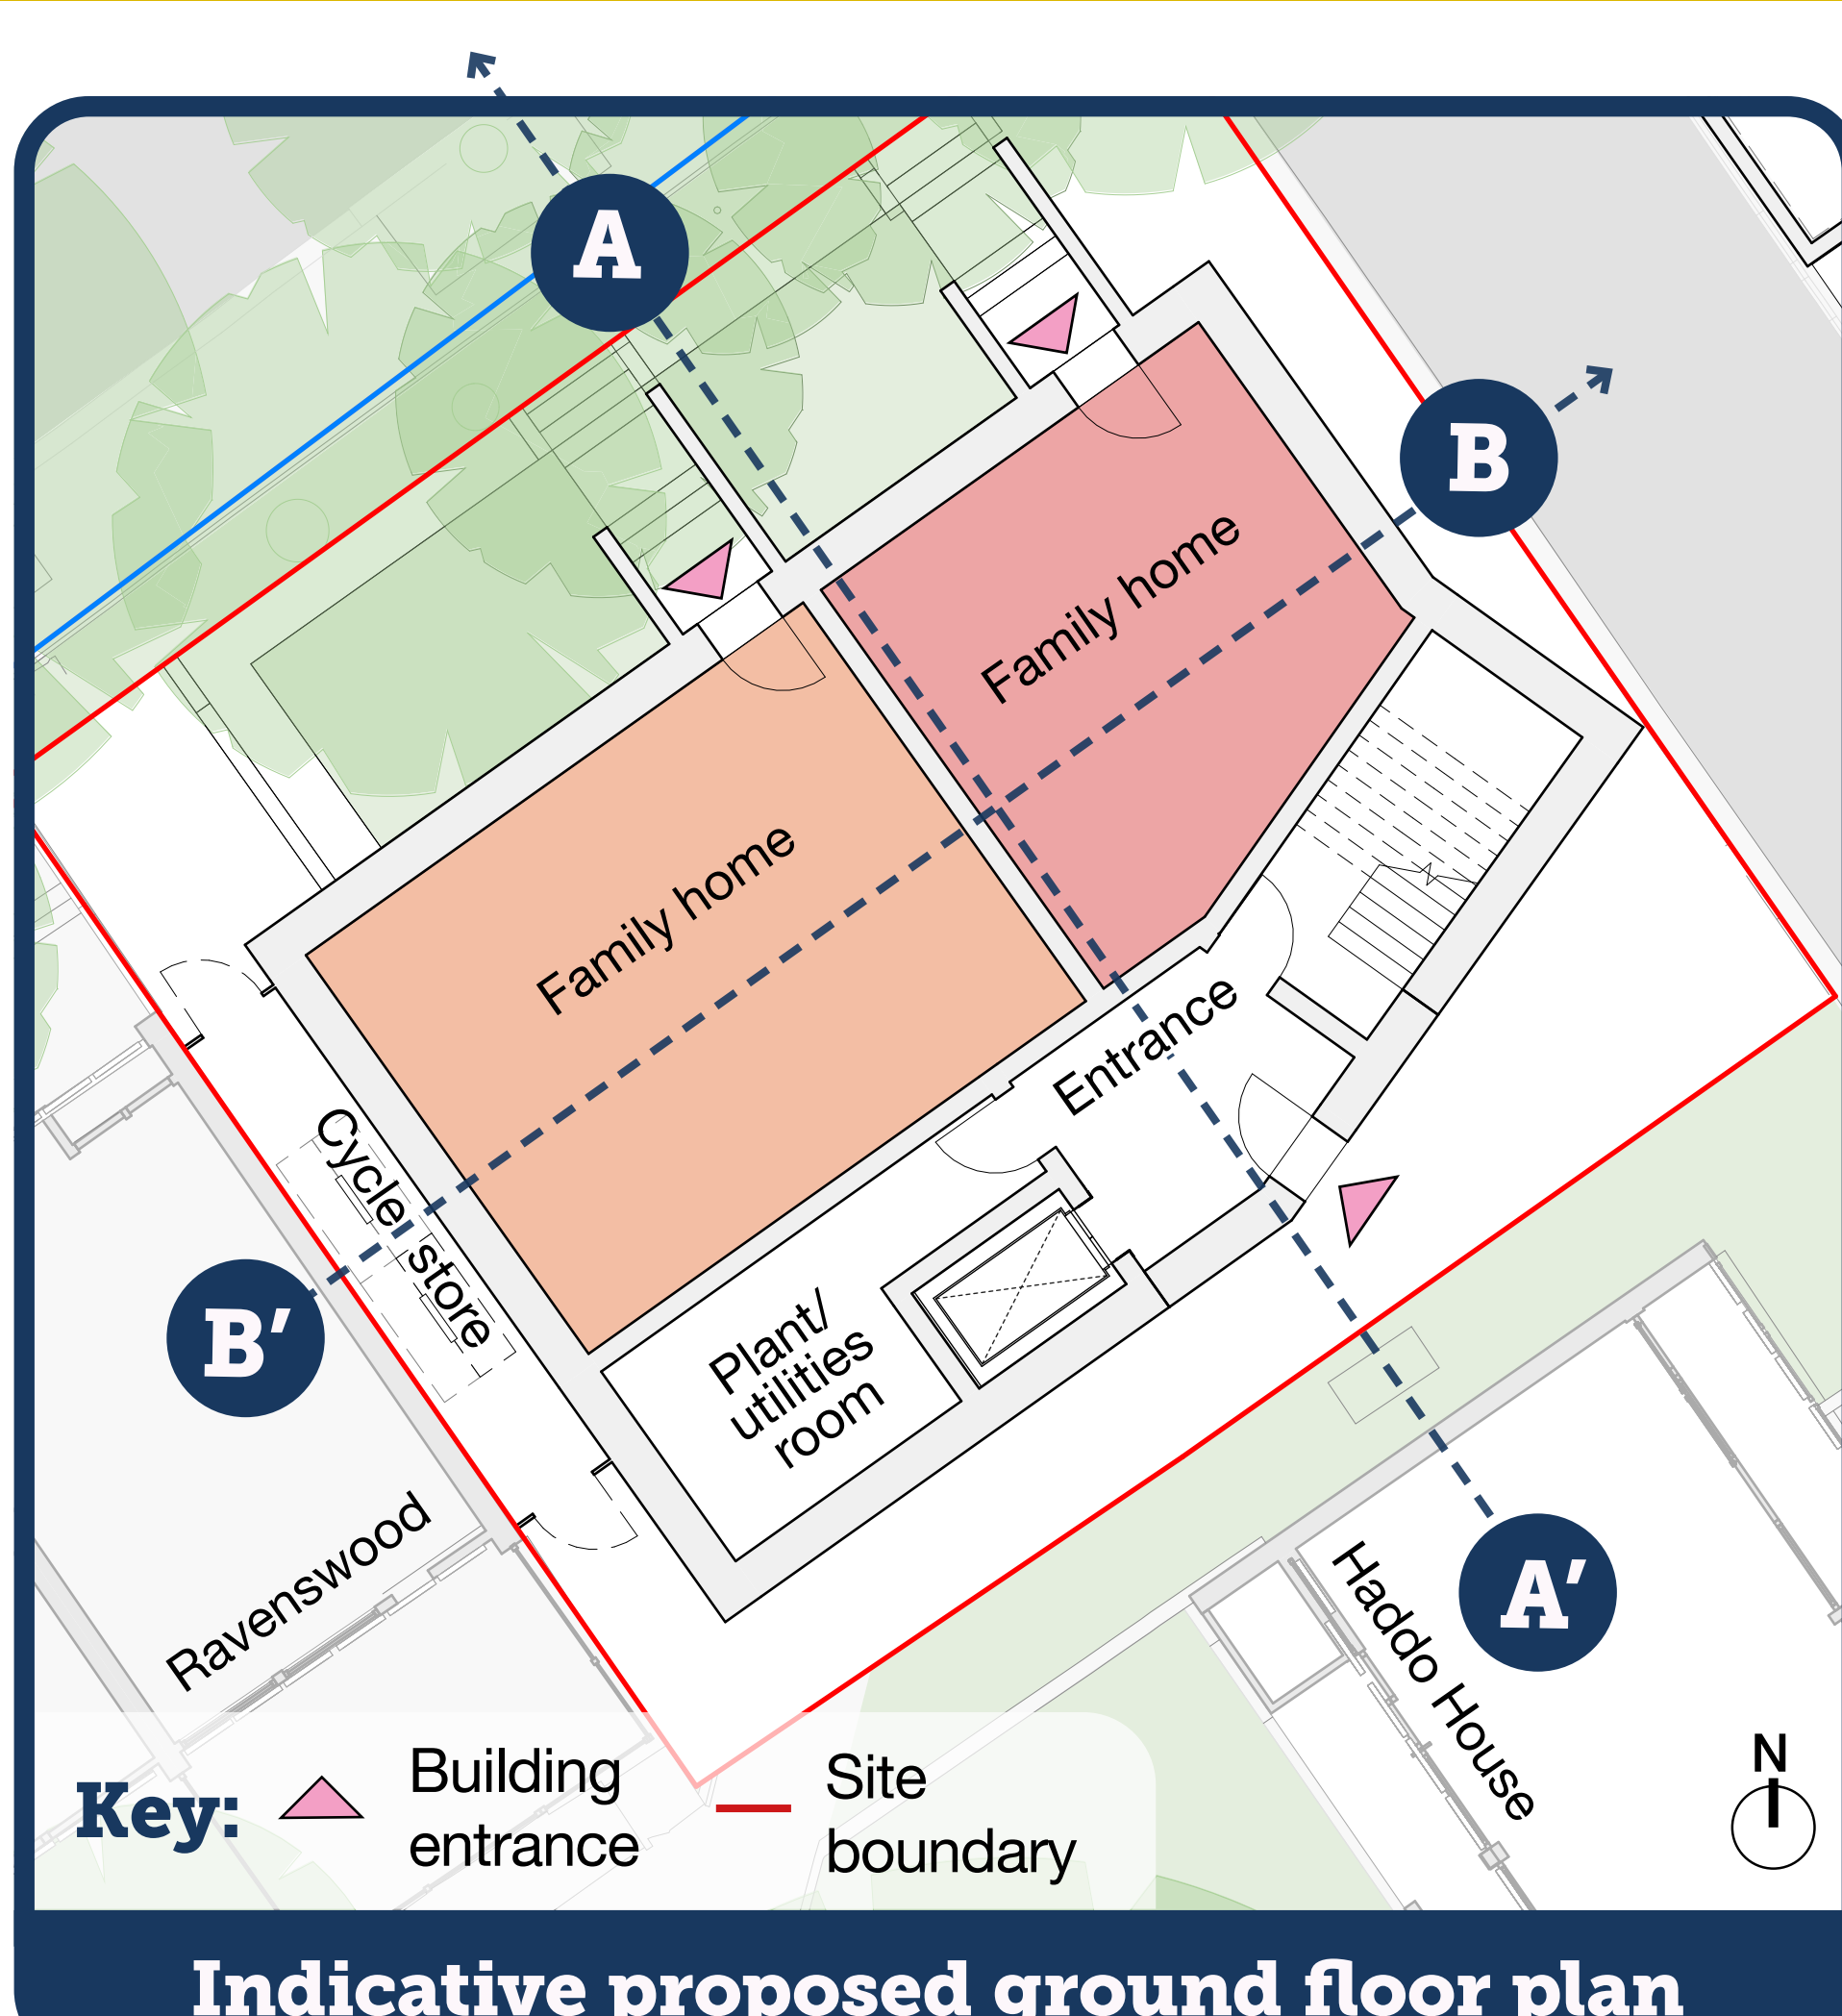 A
B
Family home
Family home
Entrance
Cycle store
B′
Plant/
utilities
room
Ravenswood
A′
Haddo House
N
Key:
Building
entrance
Site
boundary
Indicative proposed ground floor plan